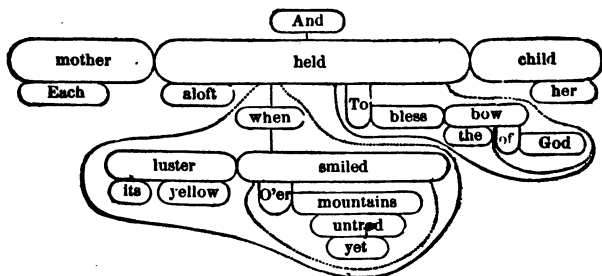 And
mother held child
Each aloft her
when To bless bow
the of God
luster smiled
its yellow O'er mountains
untrod
yet